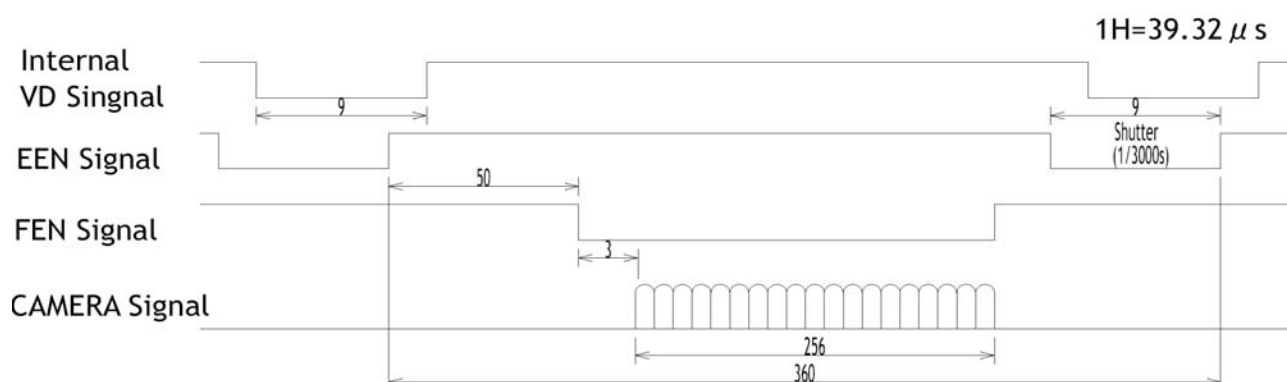 1H=39.32 μs
Internal
VD Singnal
9
9
EEN Signal
Shutter
(1/3000s)
50
FEN Signal
3
CAMERA Signal
256
360